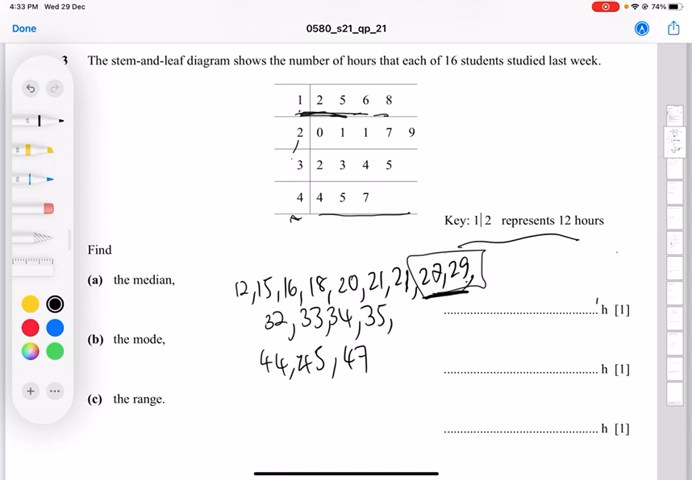 4:33 PM Wed 29 Dec
74%
Done
0580_s21_qp_21
3 The stem-and-leaf diagram shows the number of hours that each of 16 students studied last week.
1 2 5 6 8
2 0 1 1 7 9
3 2 3 4 5
4 4 5 7
Key: 1|2 represents 12 hours
Find
(a) the median,
12,15,16,18,20,21,21,27,29,
32,33,34,35,
44,45,47
h [1]
(b) the mode,
h [1]
(c) the range.
h [1]